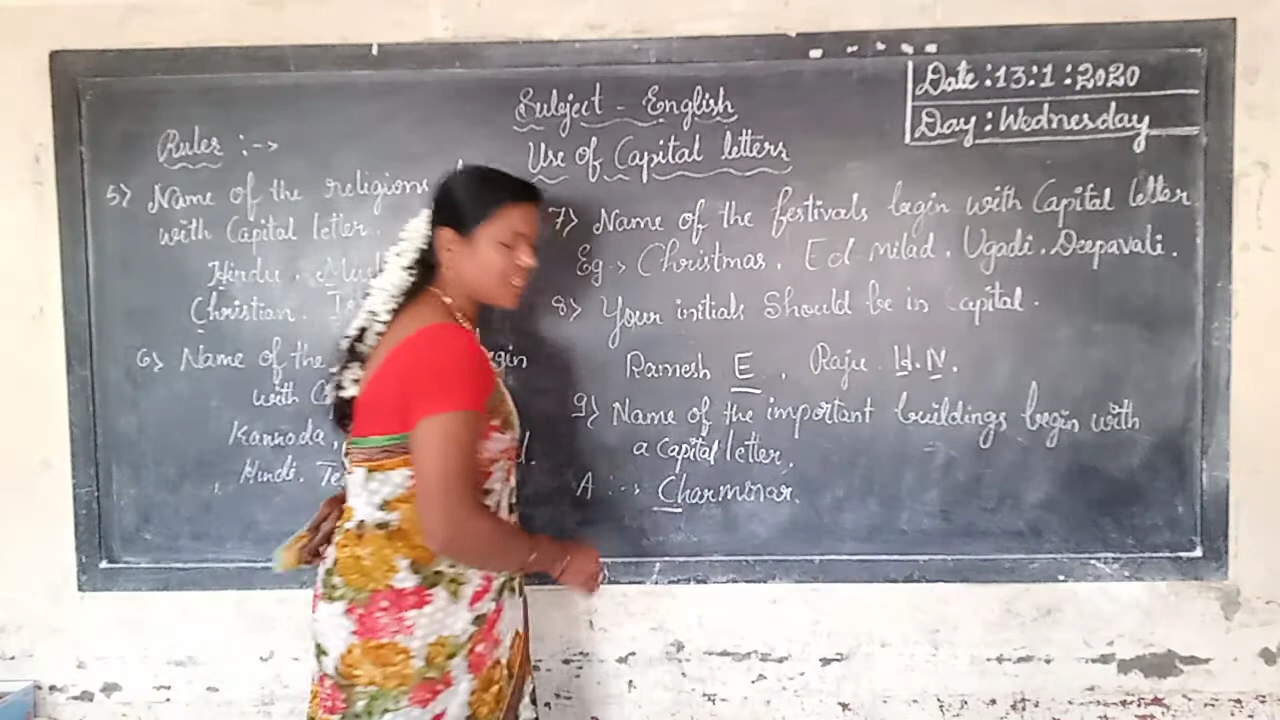 Subject - English
Date : 13:1:2020
Day : Wednesday
Use of Capital letters
Rules :->
5> Name of the religions
with Capital letter.
Hindu.
Christian.
6> Name of the
with
Kannada,
Hindi.
7> Name of the festivals begin with Capital letter.
Eg -> Christmas. Ed milad. Ugadi. Deepavali.
8> Your initials Should be in Capital.
Ramesh E, Raju H.N.
9> Name of the important buildings begin with
a Capital letter.
A :-> Charminar.